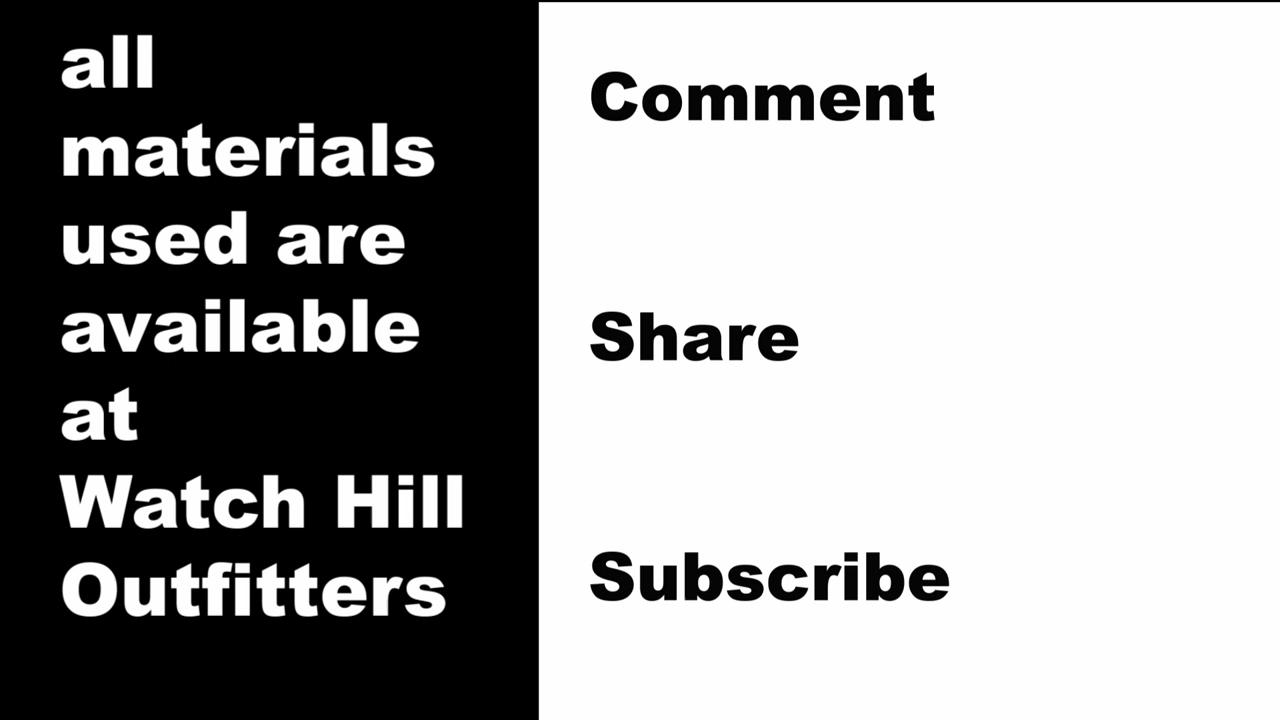 all
materials
used are
available
at
Watch Hill
Outfitters
Comment
Share
Subscribe